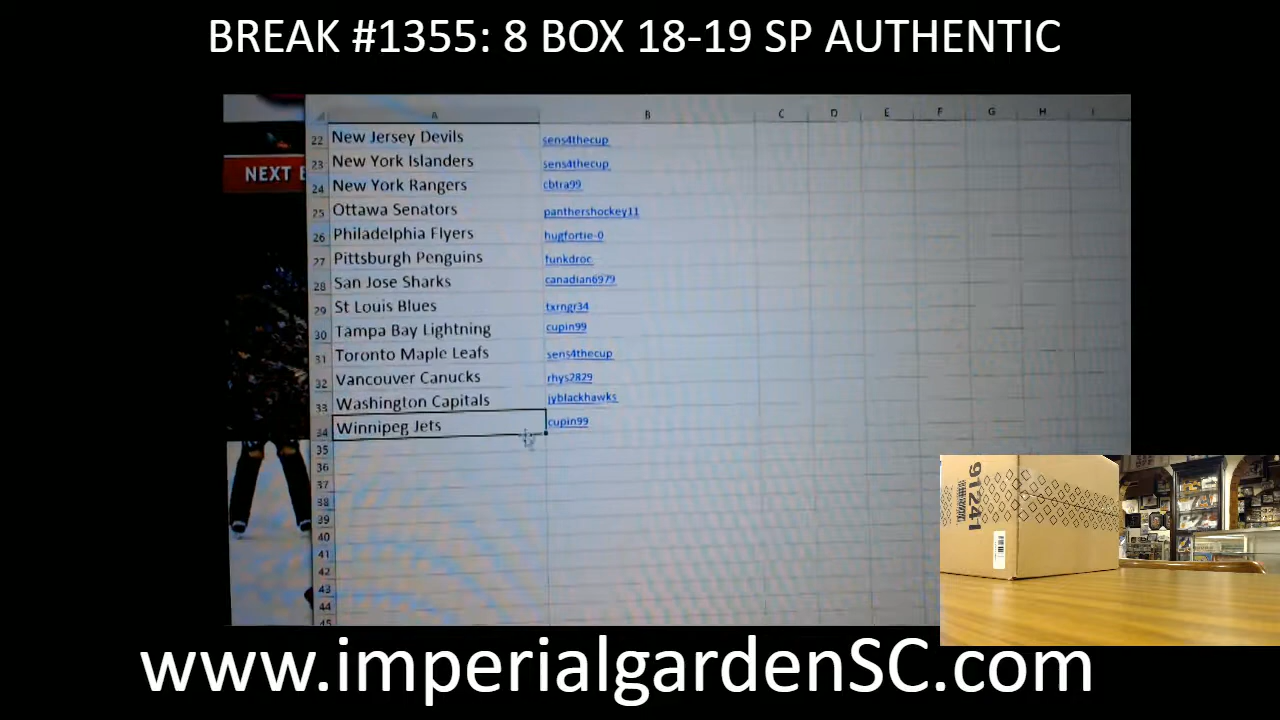 BREAK #1355: 8 BOX 18-19 SP AUTHENTIC
A B C D E F G H I
22 New Jersey Devils sens4thecup
23 New York Islanders sens4thecup
NEXT
24 New York Rangers cbtra99
25 Ottawa Senators panthershockey11
26 Philadelphia Flyers hugfortie-0
27 Pittsburgh Penguins funkdroc
28 San Jose Sharks canadian6979
29 St Louis Blues txrngr34
30 Tampa Bay Lightning cupin99
31 Toronto Maple Leafs sens4thecup
32 Vancouver Canucks rhys2829
33 Washington Capitals jyblackhawks
34 Winnipeg Jets cupin99
35
36
37
38
39
40
41
42
43
44
45
91241
www.imperialgardenSC.com